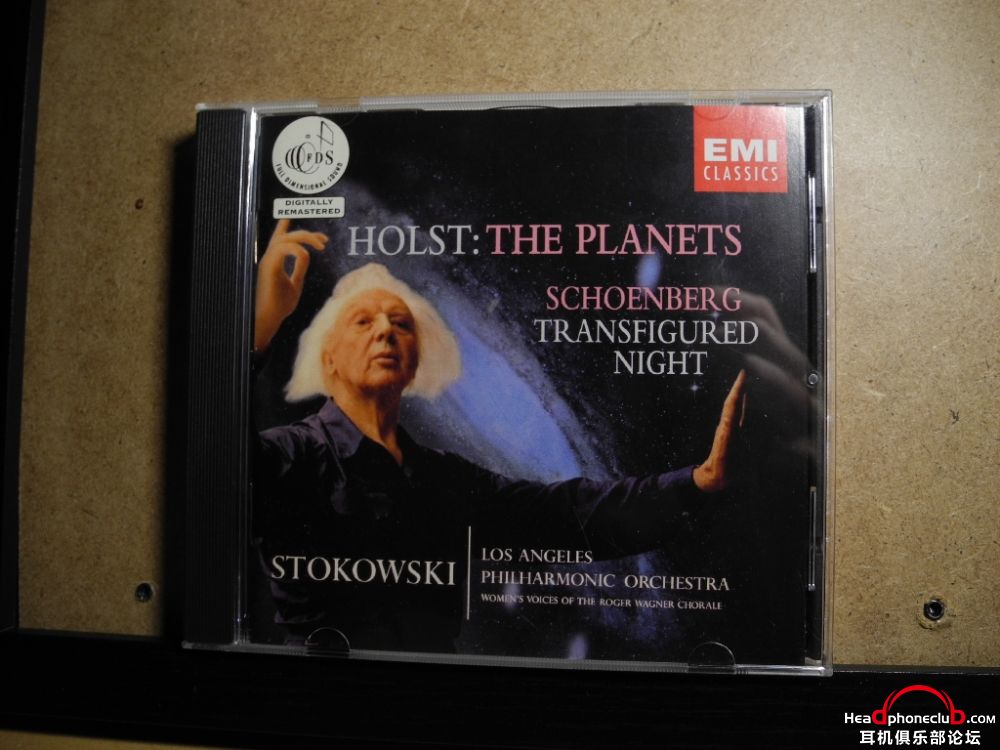 FDS
FULL DIMENSIONAL SOUND
DIGITALLY
REMASTERED
EMI
CLASSICS
HOLST: THE PLANETS
SCHOENBERG
TRANSFIGURED
NIGHT
STOKOWSKI
LOS ANGELES
PHILHARMONIC ORCHESTRA
WOMEN'S VOICES OF THE ROGER WAGNER CHORALE
Headphoneclub.com
耳机俱乐部论坛